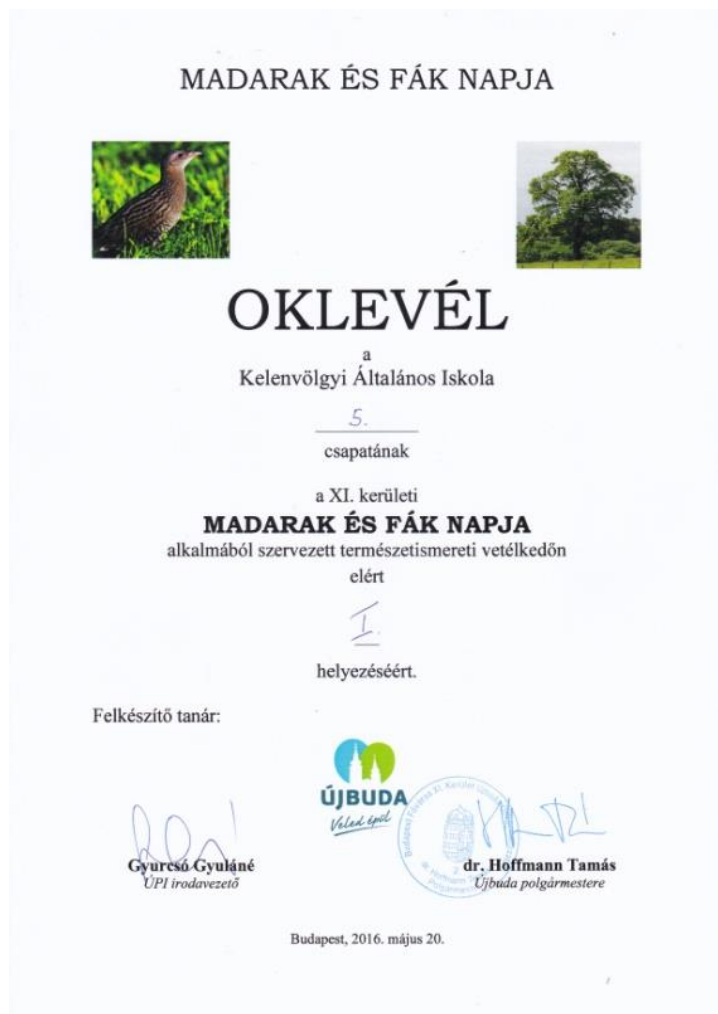 MADARAK ÉS FÁK NAPJA
OKLEVÉL
a
Kelenvölgyi Általános Iskola
5.
csapatának
a XI. kerületi
MADARAK ÉS FÁK NAPJA
alkalmából szervezett természetismereti vetélkedőn
elért
I.
helyezéséért.
Felkészítő tanár:
ÚJBUDA
Veled épül
Gyurcsó Gyuláné
ÚPI irodavezető
dr. Hoffmann Tamás
Újbuda polgármestere
Budapest, 2016. május 20.